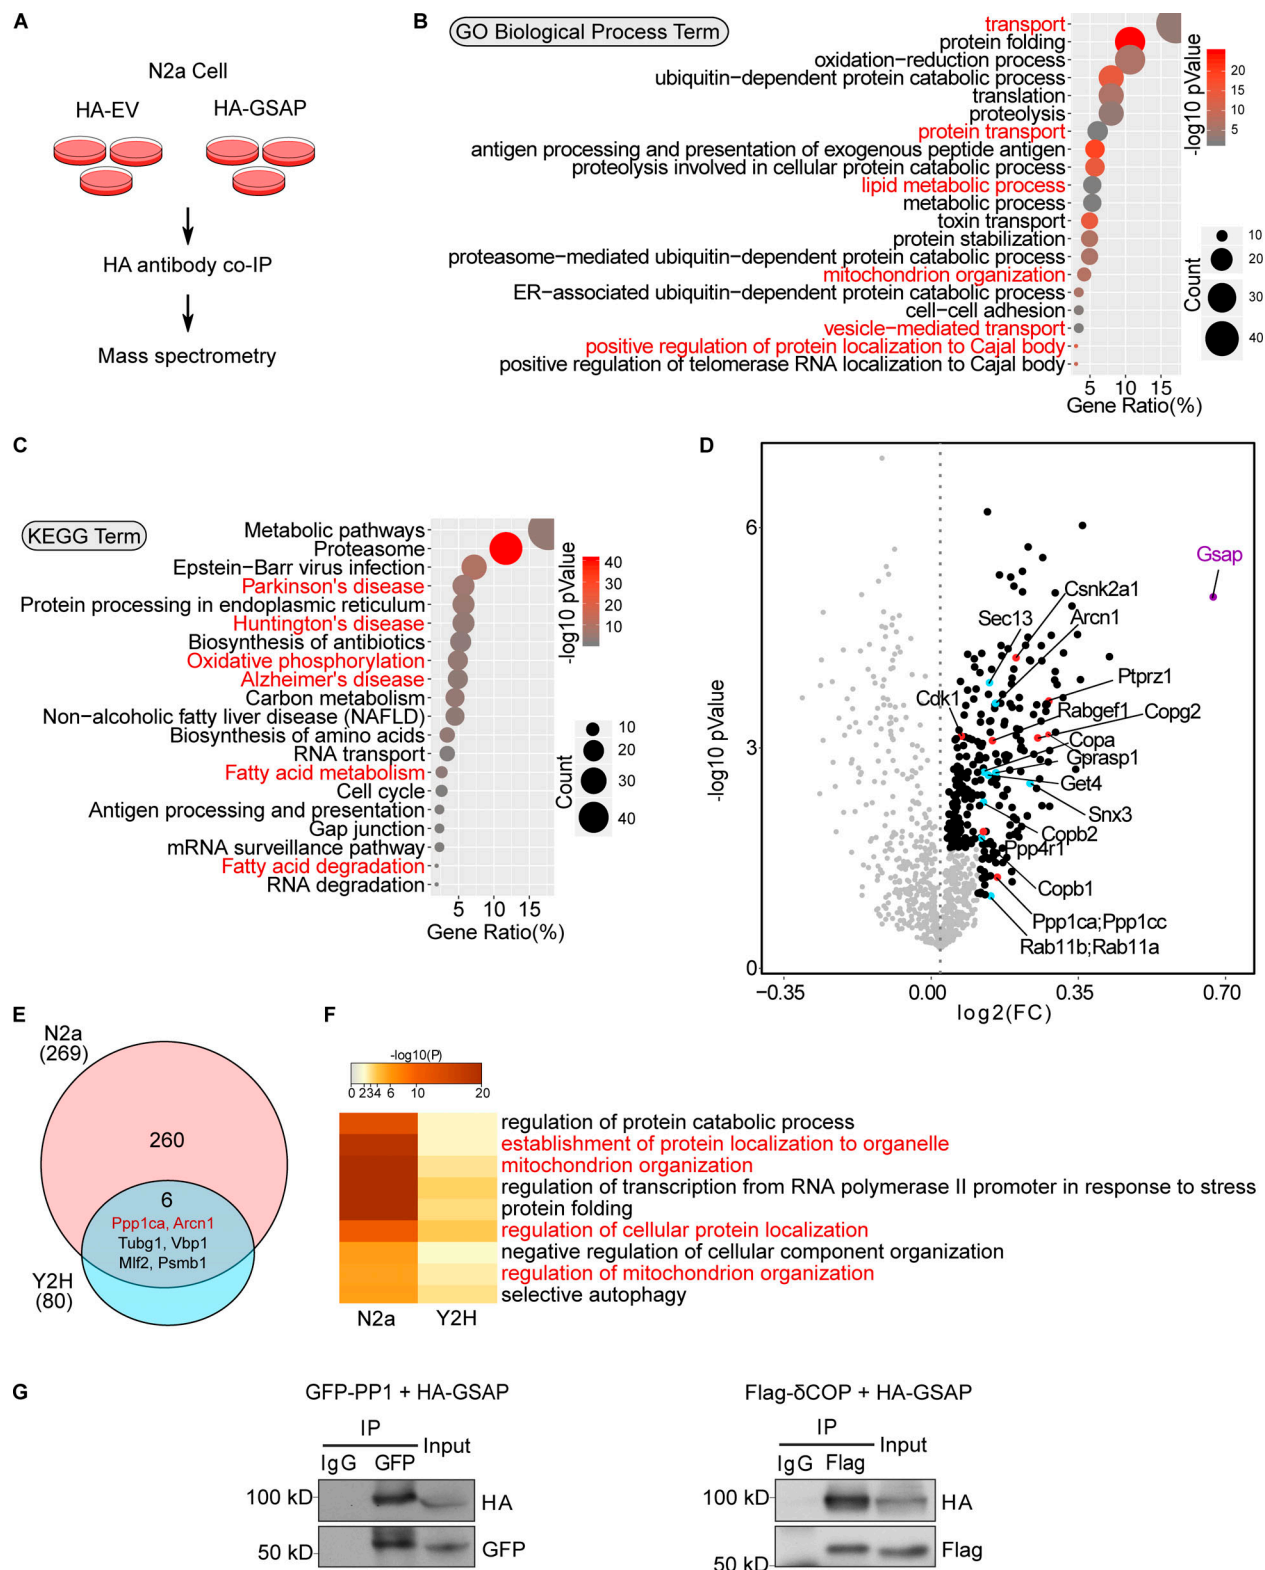 A
N2a Cell
HA-EV
HA-GSAP
HA antibody co-IP
Mass spectrometry
B
GO Biological Process Term
transport
protein folding
oxidation−reduction process
ubiquitin−dependent protein catabolic process
translation
proteolysis
protein transport
antigen processing and presentation of exogenous peptide antigen
proteolysis involved in cellular protein catabolic process
lipid metabolic process
metabolic process
toxin transport
protein stabilization
proteasome−mediated ubiquitin−dependent protein catabolic process
mitochondrion organization
ER−associated ubiquitin−dependent protein catabolic process
cell−cell adhesion
vesicle−mediated transport
positive regulation of protein localization to Cajal body
positive regulation of telomerase RNA localization to Cajal body
5 10 15
Gene Ratio(%)
-log10 pValue
20
15
10
5
Count
10
20
30
40
C
KEGG Term
Metabolic pathways
Proteasome
Epstein−Barr virus infection
Parkinson's disease
Protein processing in endoplasmic reticulum
Huntington's disease
Biosynthesis of antibiotics
Oxidative phosphorylation
Alzheimer's disease
Carbon metabolism
Non−alcoholic fatty liver disease (NAFLD)
Biosynthesis of amino acids
RNA transport
Fatty acid metabolism
Cell cycle
Antigen processing and presentation
Gap junction
mRNA surveillance pathway
Fatty acid degradation
RNA degradation
5 10 15
Gene Ratio(%)
-log10 pValue
40
30
20
10
Count
10
20
30
40
D
-log10 pValue
6
3
0
Gsap
Csnk2a1
Sec13
Arcn1
Ptprz1
Cdk1
Rabgef1
Copg2
Copa
Gprasp1
Get4
Snx3
Copb2
Ppp4r1
Copb1
Ppp1ca;Ppp1cc
Rab11b;Rab11a
−0.35 0.00 0.35 0.70
log2(FC)
E
N2a
(269)
260
6
Ppp1ca, Arcn1
Tubg1, Vbp1
Mlf2, Psmb1
Y2H
(80)
F
-log10(P)
0 2 3 4 6 10 20
regulation of protein catabolic process
establishment of protein localization to organelle
mitochondrion organization
regulation of transcription from RNA polymerase II promoter in response to stress
protein folding
regulation of cellular protein localization
negative regulation of cellular component organization
regulation of mitochondrion organization
selective autophagy
N2a Y2H
G
GFP-PP1 + HA-GSAP
IP
Input
IgG GFP
100 kD
HA
50 kD
GFP
Flag-δCOP + HA-GSAP
IP
Input
IgG Flag
100 kD
HA
Flag
50 kD